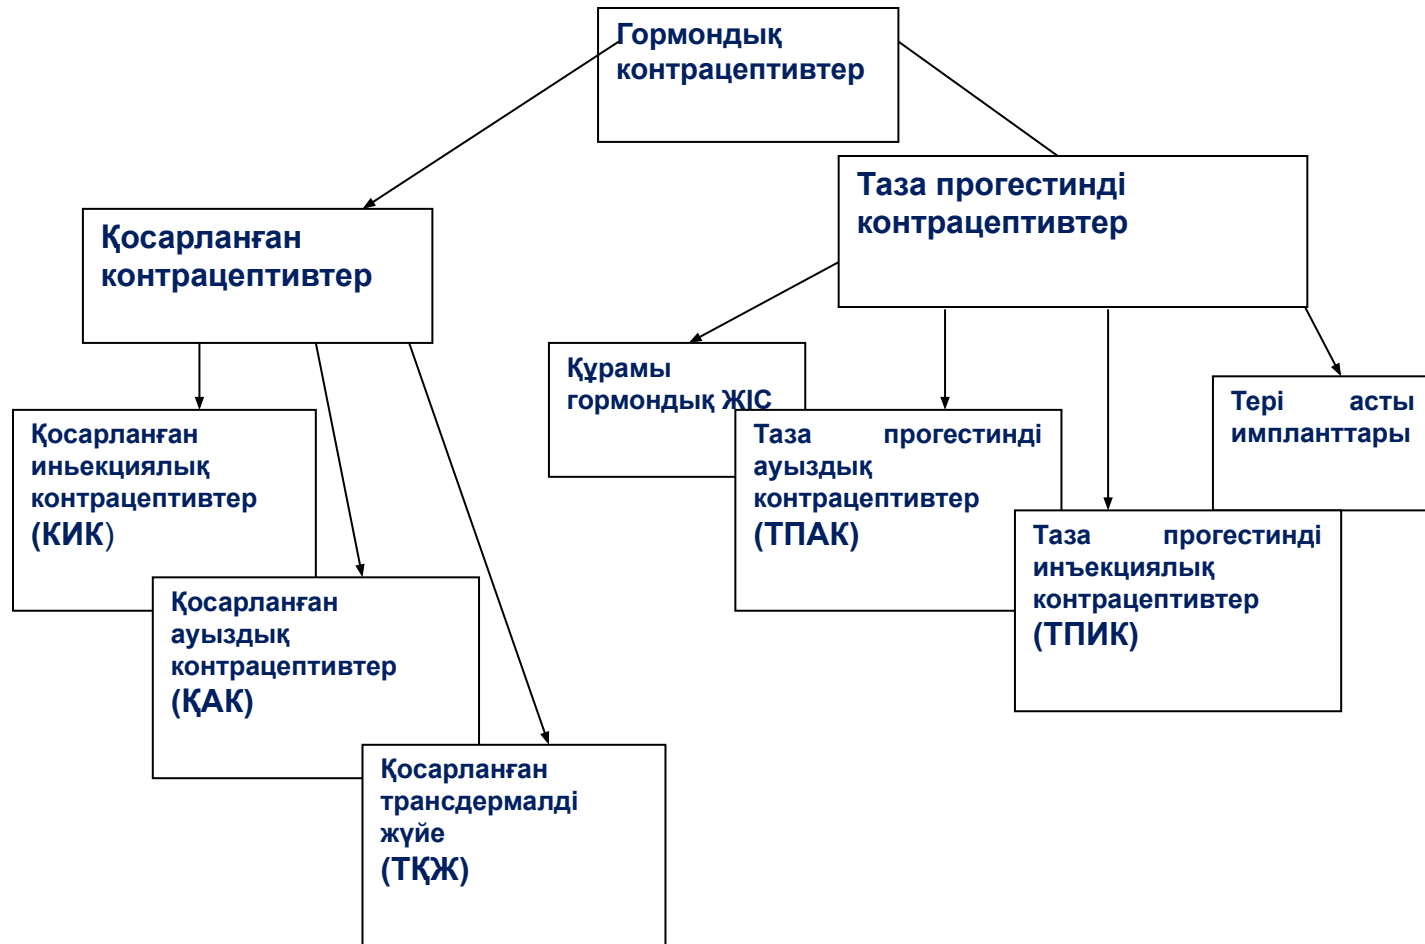 Гормондық
контрацептивтер
Таза прогестинді
контрацептивтер
Қосарланған
контрацептивтер
Құрамы
гормондық ЖІС
Тері асты
импланттары
Қосарланған
иньекциялық
контрацептивтер
(КИК)
Таза прогестинді
ауыздық
контрацептивтер
(ТПАК)
Таза прогестинді
инъекциялық
контрацептивтер
(ТПИК)
Қосарланған
ауыздық
контрацептивтер
(ҚАК)
Қосарланған
трансдермалді
жүйе
(ТҚЖ)